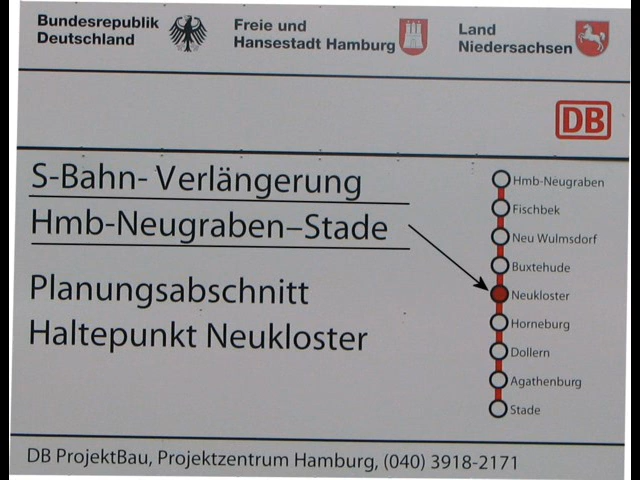 Bundesrepublik
Deutschland
Freie und
Hansestadt Hamburg
Land
Niedersachsen
DB
S-Bahn- Verlängerung
Hmb-Neugraben–Stade
Planungsabschnitt
Haltepunkt Neukloster
Hmb-Neugraben
Fischbek
Neu Wulmsdorf
Buxtehude
Neukloster
Horneburg
Dollern
Agathenburg
Stade
DB ProjektBau, Projektzentrum Hamburg, (040) 3918-2171